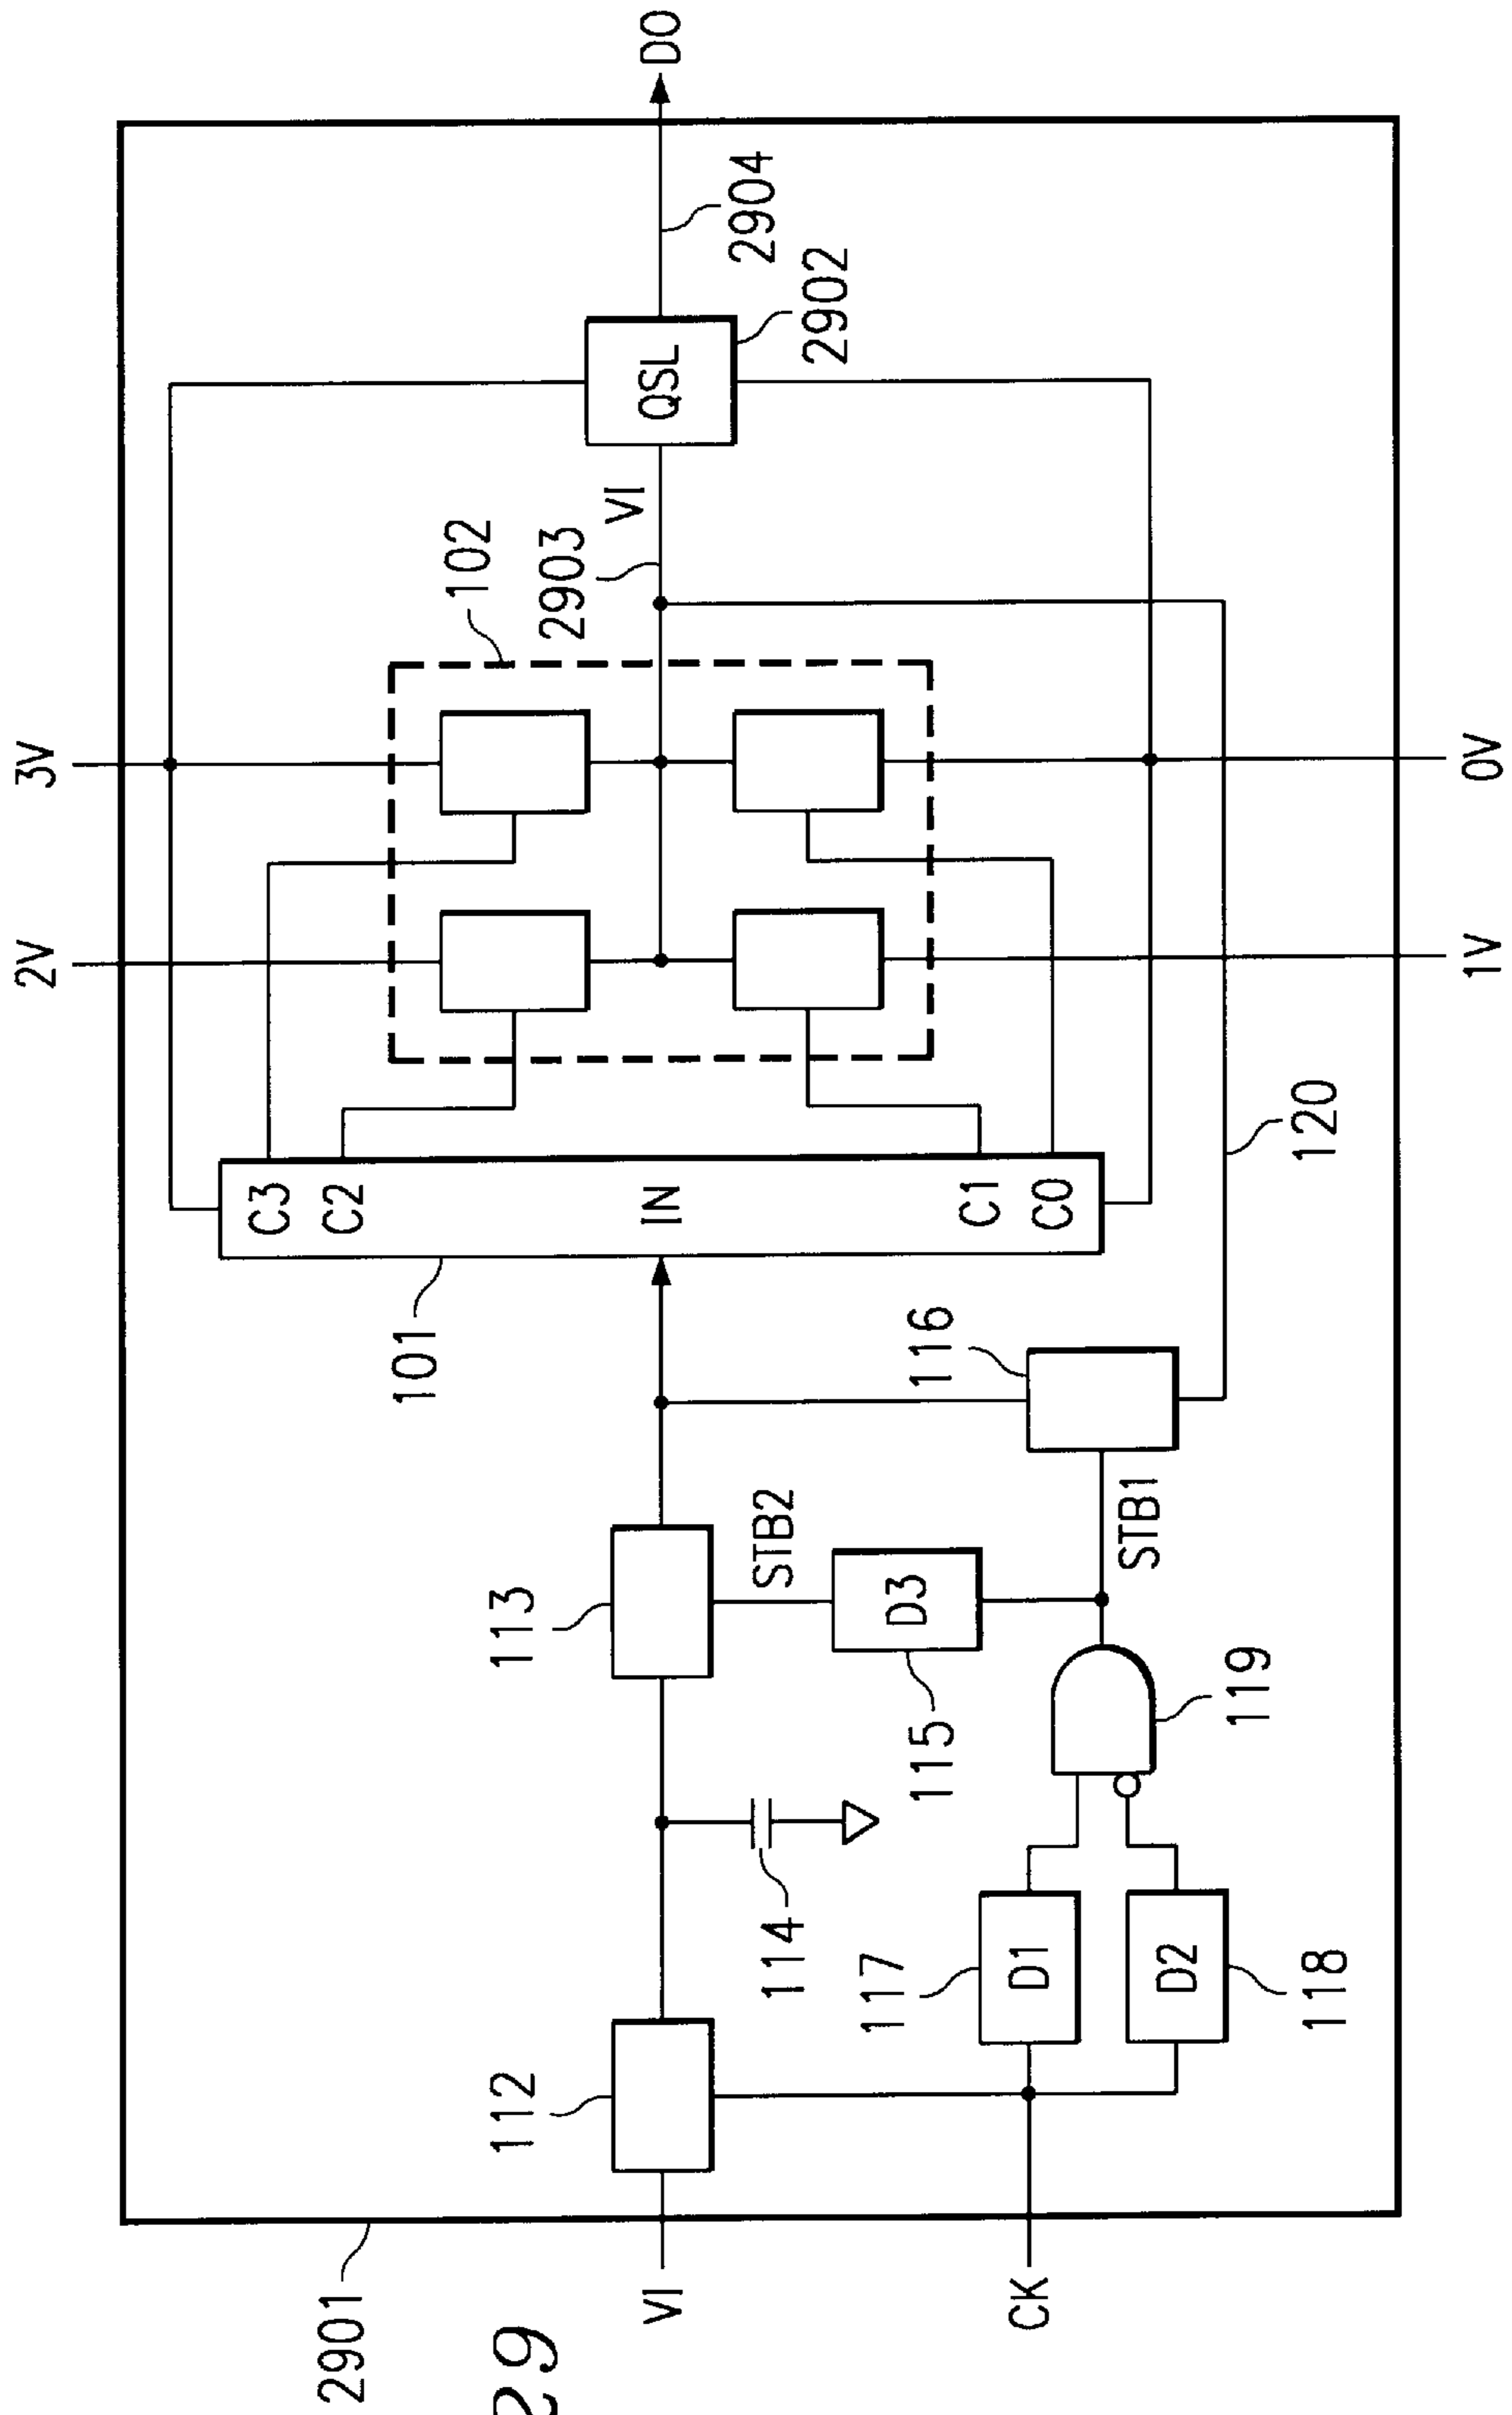 2V
3V
2901
29
VI
CK
112
114
117
D1
D2
118
113
STB2
115
D3
STB1
119
116
101
C3
C2
IN
C1
C0
120
102
2903
VI
QSL
2902
2904
DO
1V
0V